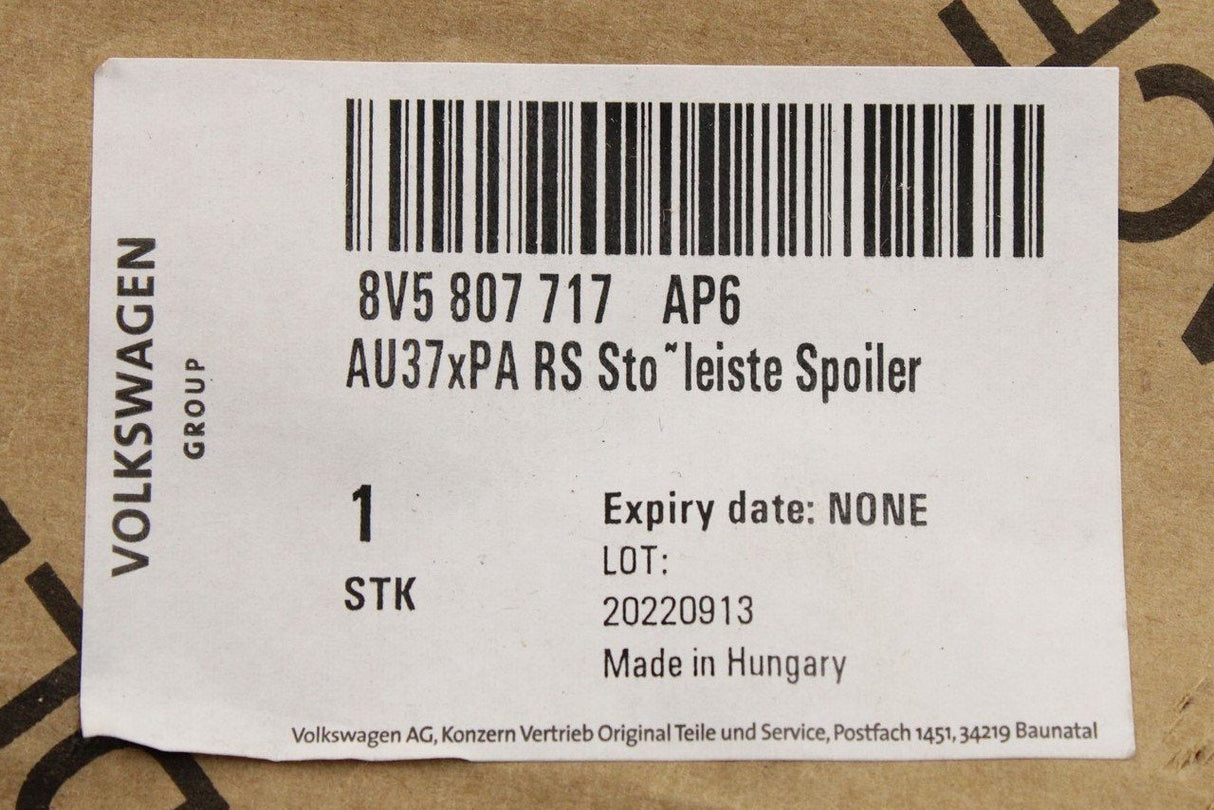 VOLKSWAGEN
GROUP
8V5 807 717 AP6
AU37xPA RS Sto˜leiste Spoiler
1
STK
Expiry date: NONE
LOT:
20220913
Made in Hungary
Volkswagen AG, Konzern Vertrieb Original Teile und Service, Postfach 1451, 34219 Baunatal